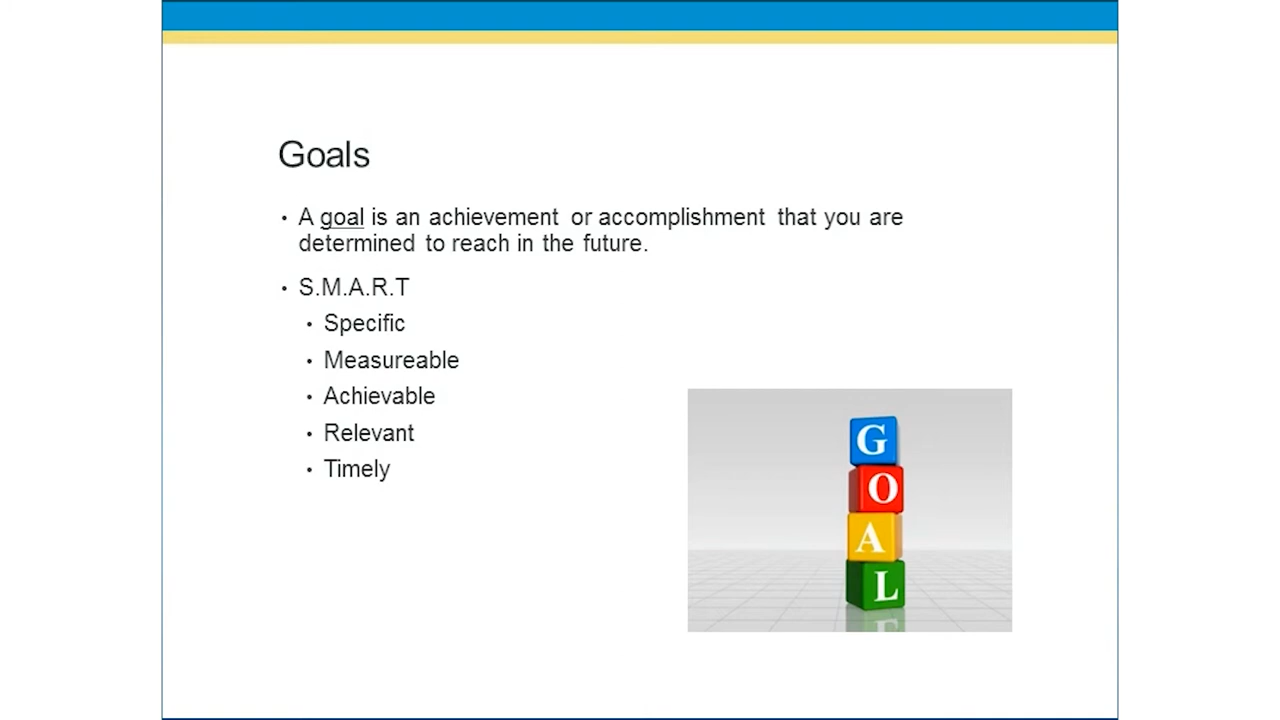 Goals
• A goal is an achievement or accomplishment that you are
determined to reach in the future.
• S.M.A.R.T
• Specific
• Measureable
• Achievable
• Relevant
• Timely
G
O
A
L